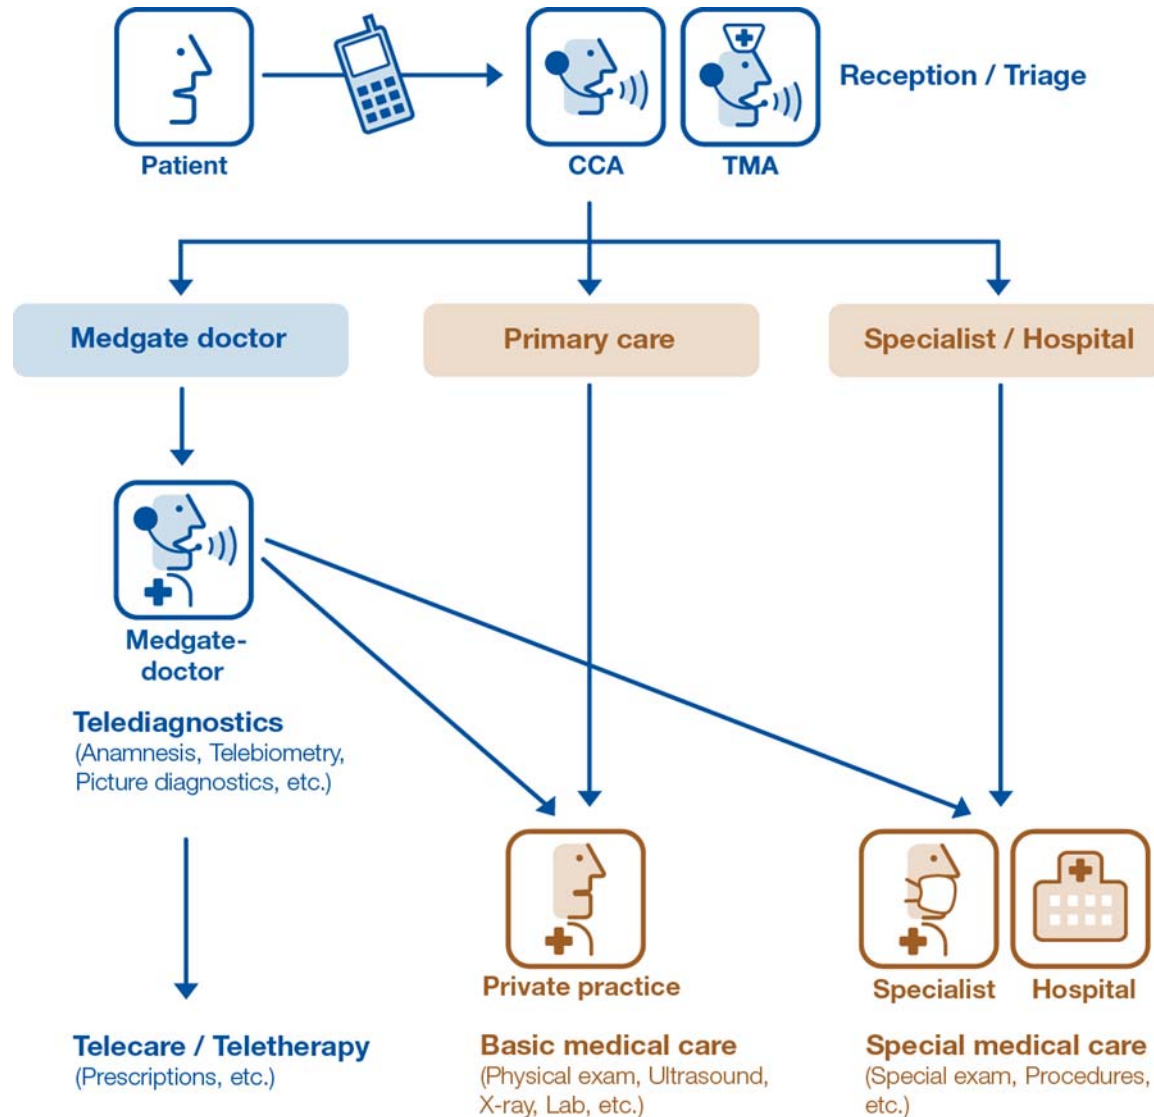 Reception / Triage
Patient
CCA
TMA
Medgate doctor
Primary care
Specialist / Hospital
Medgate-
doctor
Telediagnostics
(Anamnesis, Telebiometry,
Picture diagnostics, etc.)
Private practice
Specialist
Hospital
Telecare / Teletherapy
(Prescriptions, etc.)
Basic medical care
(Physical exam, Ultrasound,
X-ray, Lab, etc.)
Special medical care
(Special exam, Procedures,
etc.)